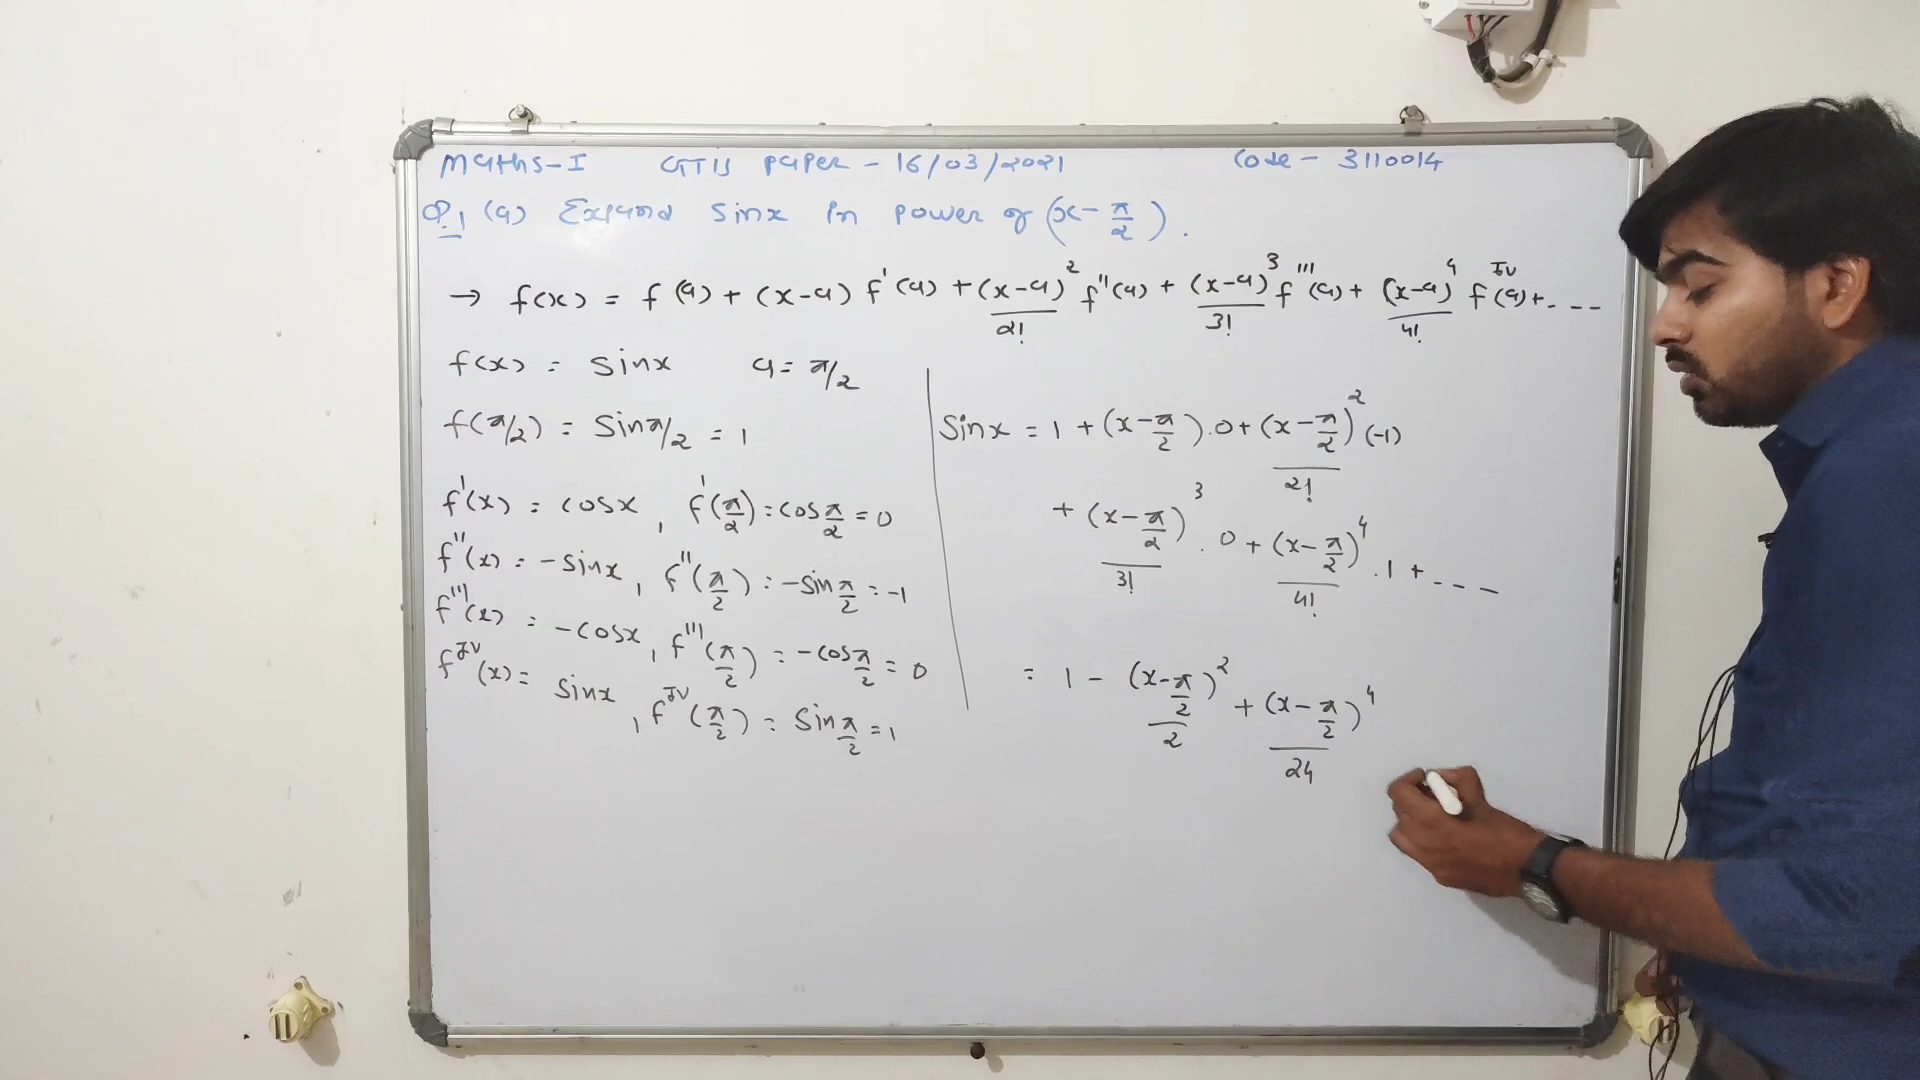 Maths-I GTU paper - 16/03/2021 Code - 3110014
Q.1 (a) Expand sinx in power of (x - π/2).
→ f(x) = f(a) + (x-a) f'(a) + (x-a)²/2! f''(a) + (x-a)³/3! f'''(a) + (x-a)⁴/4! f^IV(a) + - - -
f(x) = sinx a = π/2
f(π/2) = sinπ/2 = 1
f'(x) = cosx , f'(π/2) = cos π/2 = 0
f''(x) = -sinx , f''(π/2) = -sin π/2 = -1
f'''(x) = -cosx , f'''(π/2) = -cos π/2 = 0
f^IV(x) = sinx , f^IV(π/2) = sin π/2 = 1
sinx = 1 + (x - π/2).0 + (x - π/2)²/2! (-1)
+ (x - π/2)³/3! . 0 + (x - π/2)⁴/4! .1 + - - -
= 1 - (x - π/2)²/2 + (x - π/2)⁴/24